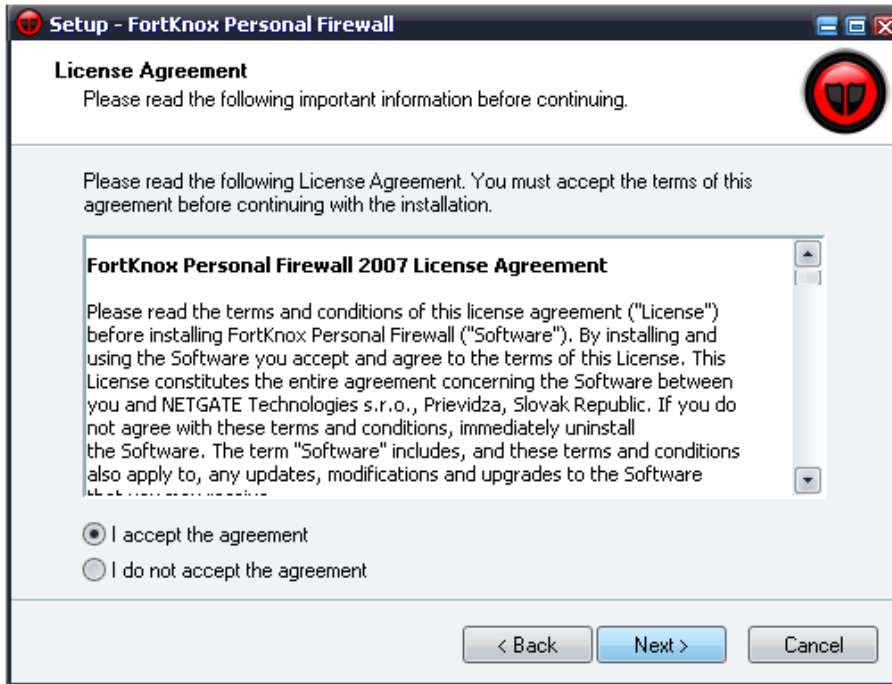 Setup - FortKnox Personal Firewall
License Agreement
Please read the following important information before continuing.
Please read the following License Agreement. You must accept the terms of this
agreement before continuing with the installation.
FortKnox Personal Firewall 2007 License Agreement
Please read the terms and conditions of this license agreement ("License")
before installing FortKnox Personal Firewall ("Software"). By installing and
using the Software you accept and agree to the terms of this License. This
License constitutes the entire agreement concerning the Software between
you and NETGATE Technologies s.r.o., Prievidza, Slovak Republic. If you do
not agree with these terms and conditions, immediately uninstall
the Software. The term "Software" includes, and these terms and conditions
also apply to, any updates, modifications and upgrades to the Software
I accept the agreement
I do not accept the agreement
< Back Next > Cancel